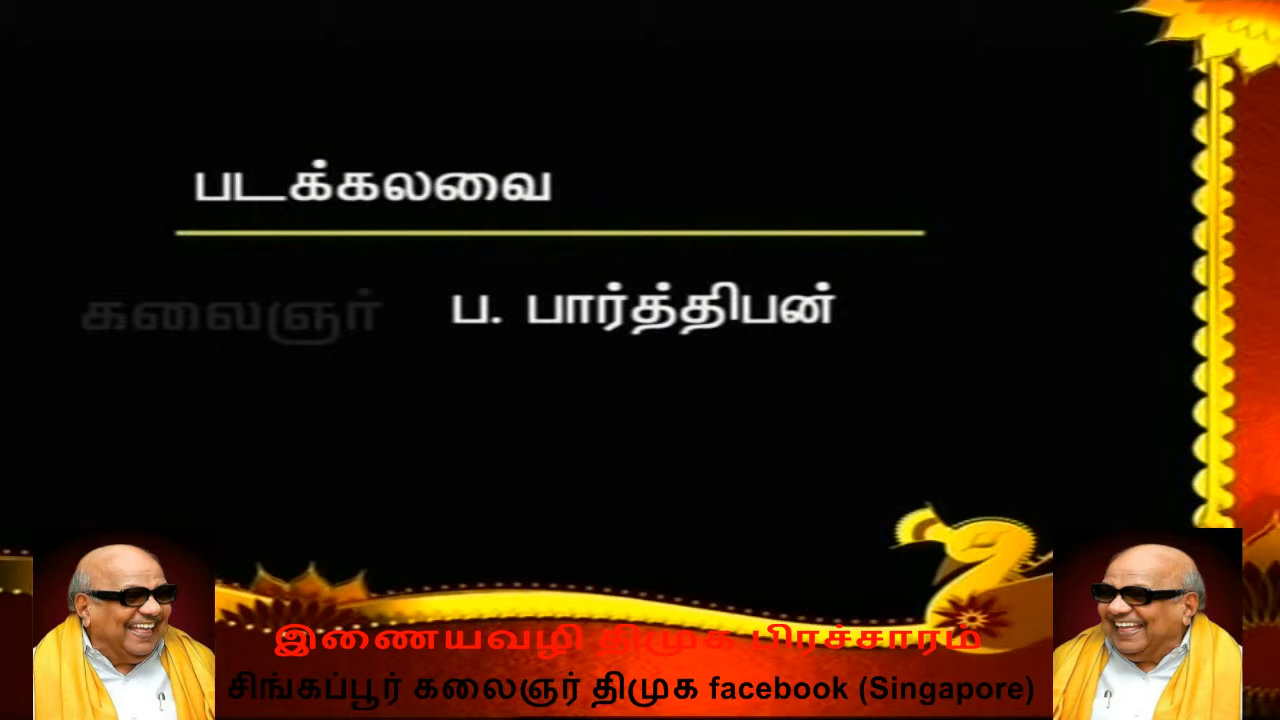 படக்கலவை
கலைஞர் ப. பார்த்திபன்
இணையவழி திமுக பிரச்சாரம்
சிங்கப்பூர் கலைஞர் திமுக facebook (Singapore)